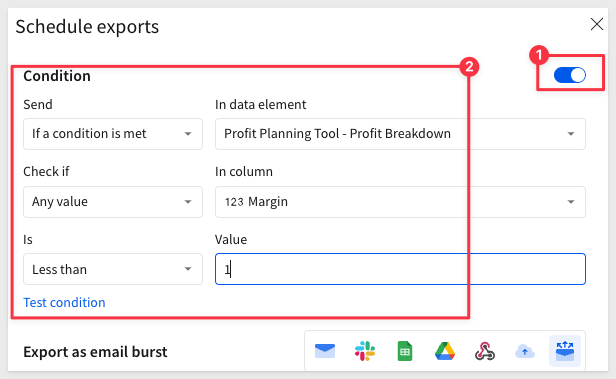 Schedule exports
1
2
Condition
Send
In data element
If a condition is met
Profit Planning Tool - Profit Breakdown
Check if
In column
Any value
123 Margin
Is
Value
Less than
1
Test condition
Export as email burst